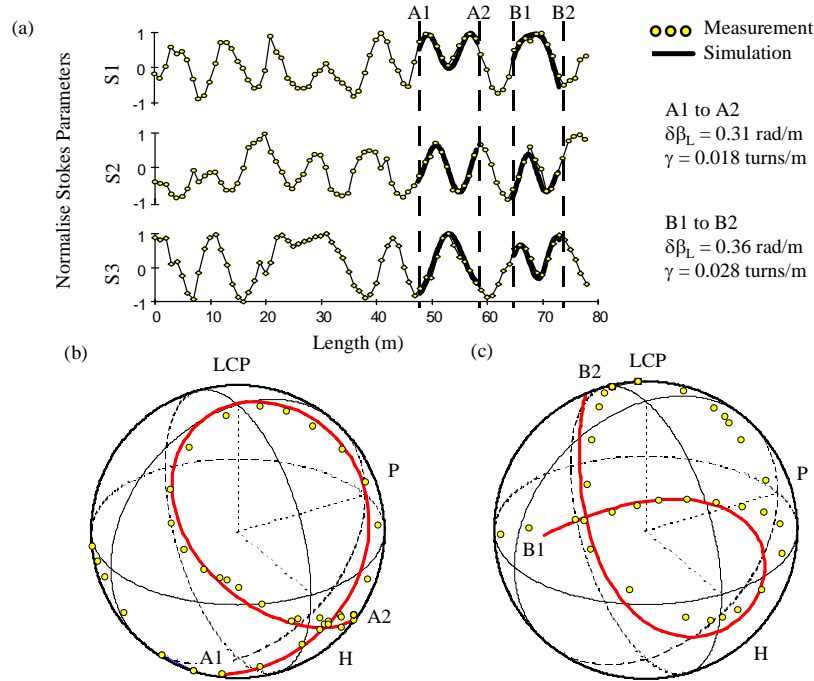 (a)
Normalise Stokes Parameters
A1 A2 B1 B2
Measurement
Simulation
S1
1
0
-1
S2
1
0
-1
S3
1
0
-1
0 10 20 30 40 50 60 70 80
Length (m)
A1 to A2
δβL = 0.31 rad/m
γ = 0.018 turns/m
B1 to B2
δβL = 0.36 rad/m
γ = 0.028 turns/m
(b)
LCP
P
A2
A1
H
(c)
B2
LCP
P
B1
H